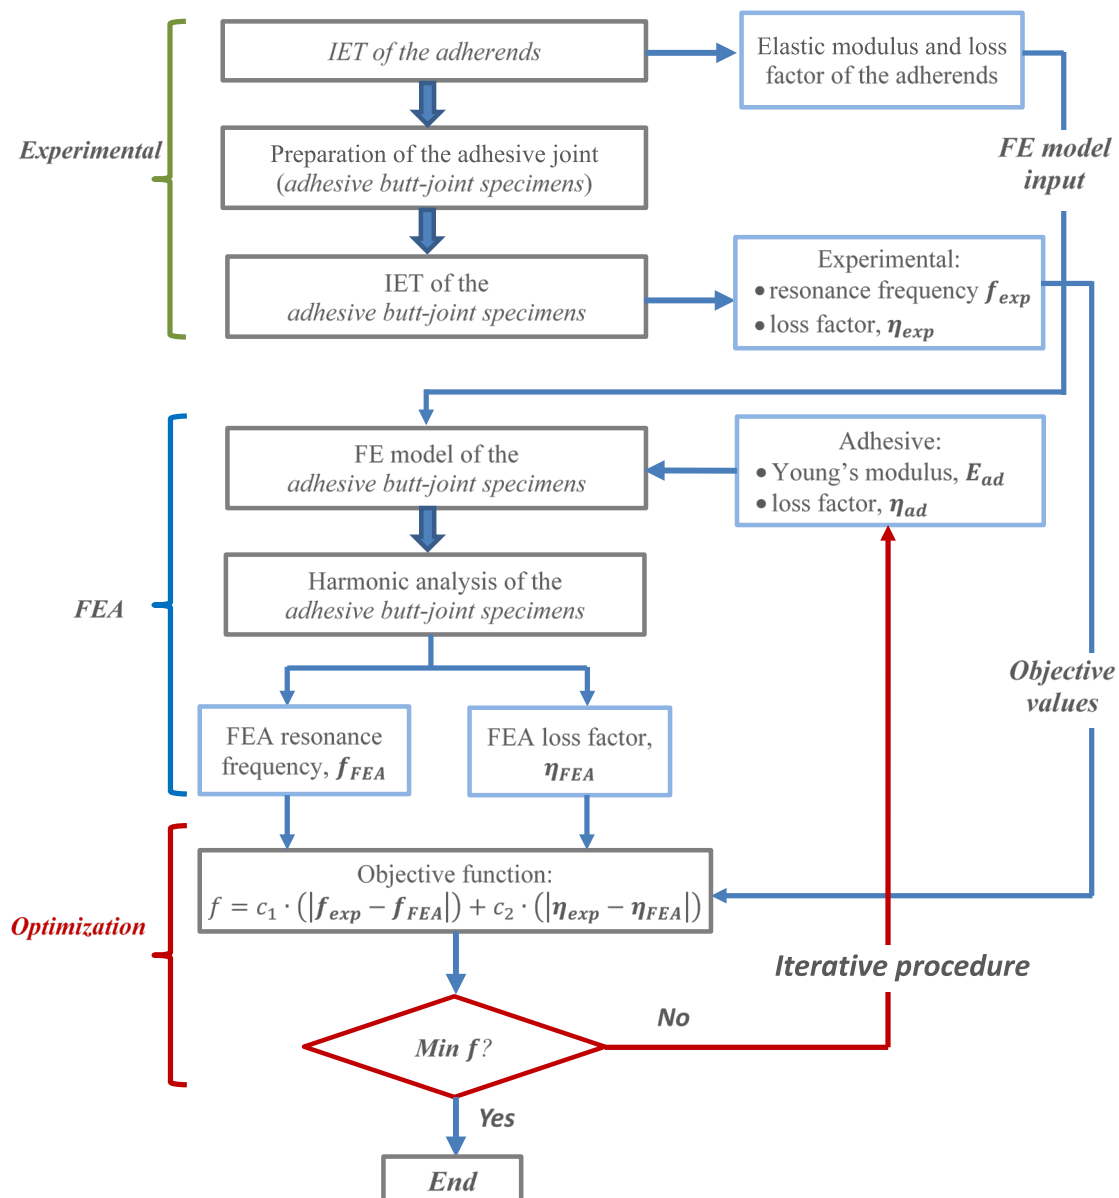 IET of the adherends
Elastic modulus and loss
factor of the adherends
Experimental
Preparation of the adhesive joint
(adhesive butt-joint specimens)
FE model
input
IET of the
adhesive butt-joint specimens
Experimental:
• resonance frequency f_exp
• loss factor, η_exp
FE model of the
adhesive butt-joint specimens
Adhesive:
• Young's modulus, E_ad
• loss factor, η_ad
Harmonic analysis of the
adhesive butt-joint specimens
FEA
Objective
values
FEA resonance
frequency, f_FEA
FEA loss factor,
η_FEA
Objective function:
f = c₁ · (|f_exp − f_FEA|) + c₂ · (|η_exp − η_FEA|)
Optimization
Iterative procedure
No
Min f?
Yes
End